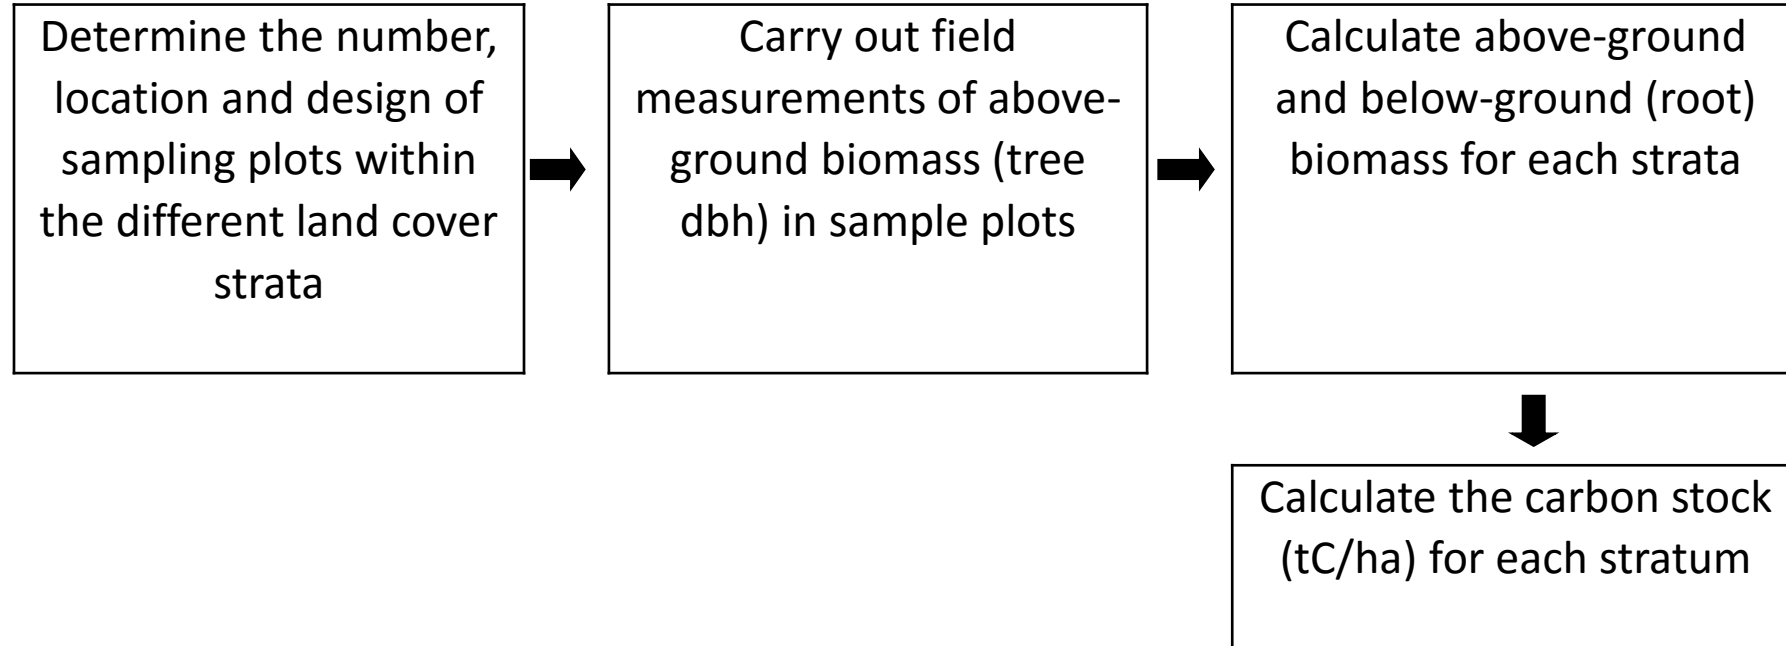 Determine the number,
location and design of
sampling plots within
the different land cover
strata
Carry out field
measurements of above-
ground biomass (tree
dbh) in sample plots
Calculate above-ground
and below-ground (root)
biomass for each strata
Calculate the carbon stock
(tC/ha) for each stratum